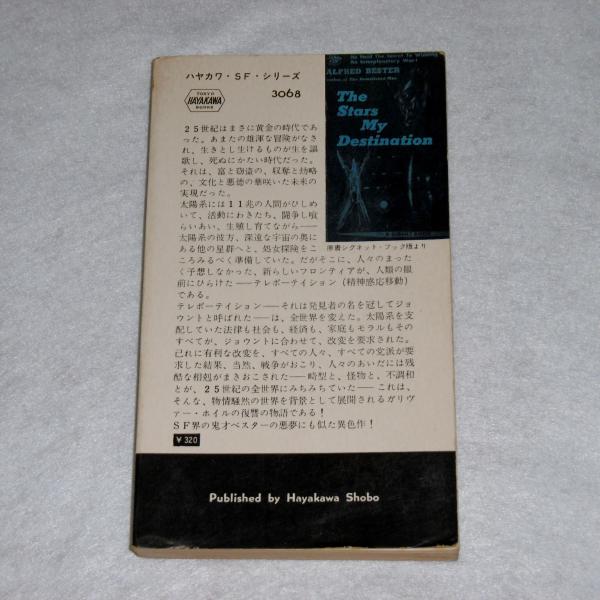 ハヤカワ・SF・シリーズ
TOKYO
HAYAKAWA
BOOKS
3068
He Held The Secret To Winning
An Interplanetary War!
ALFRED BESTER
The
Stars
My
Destination
A SIGNET BOOK
原書シグネット・ブック版より
25世紀はまさに黄金の時代であ
った。あまたの雄渾な冒険がなさ
れ、生きとし生けるものが生を謳
歌し、死ぬにかたい時代だった。
それは、富と窃盗の、収奪と劫略
の、文化と悪徳の華咲いた未来の
実現だった。
太陽系には11兆の人間がひしめ
いて、活動にわきたち、闘争し喰
らいあい、生殖し育てながら――太
陽系の彼方、深遠な宇宙の奥に
ある他の星群へと、処女探険をこ
ころみるべく準備していた。だがそこに、人々のまった
く予想しなかった、新らしいフロンティアが、人類の眼
前にひらけた――テレポーテイション（精神感応移動）
である。
テレポーテイション――それは発見者の名を冠してジョ
ウントと呼ばれた――は、全世界を変えた。太陽系を支
配していた法律も社会も、経済も、家庭もモラルもその
すべてが、ジョウントに合わせて、改変を要求された。
己れに有利な改変を、すべての人々、すべての党派が要
求した結果、当然、戦争がおこり、人々のあいだには残
酷な相剋がまきおこされた――畸型と、怪物と、不調和
とが、25世紀の全世界にみちみちていた――これは、
そんな、物情騒然の世界を背景として展開されるガリヴ
ァー・ホイルの復讐の物語である！
SF界の鬼才ベスターの悪夢にも似た異色作！
¥320
Published by Hayakawa Shobo